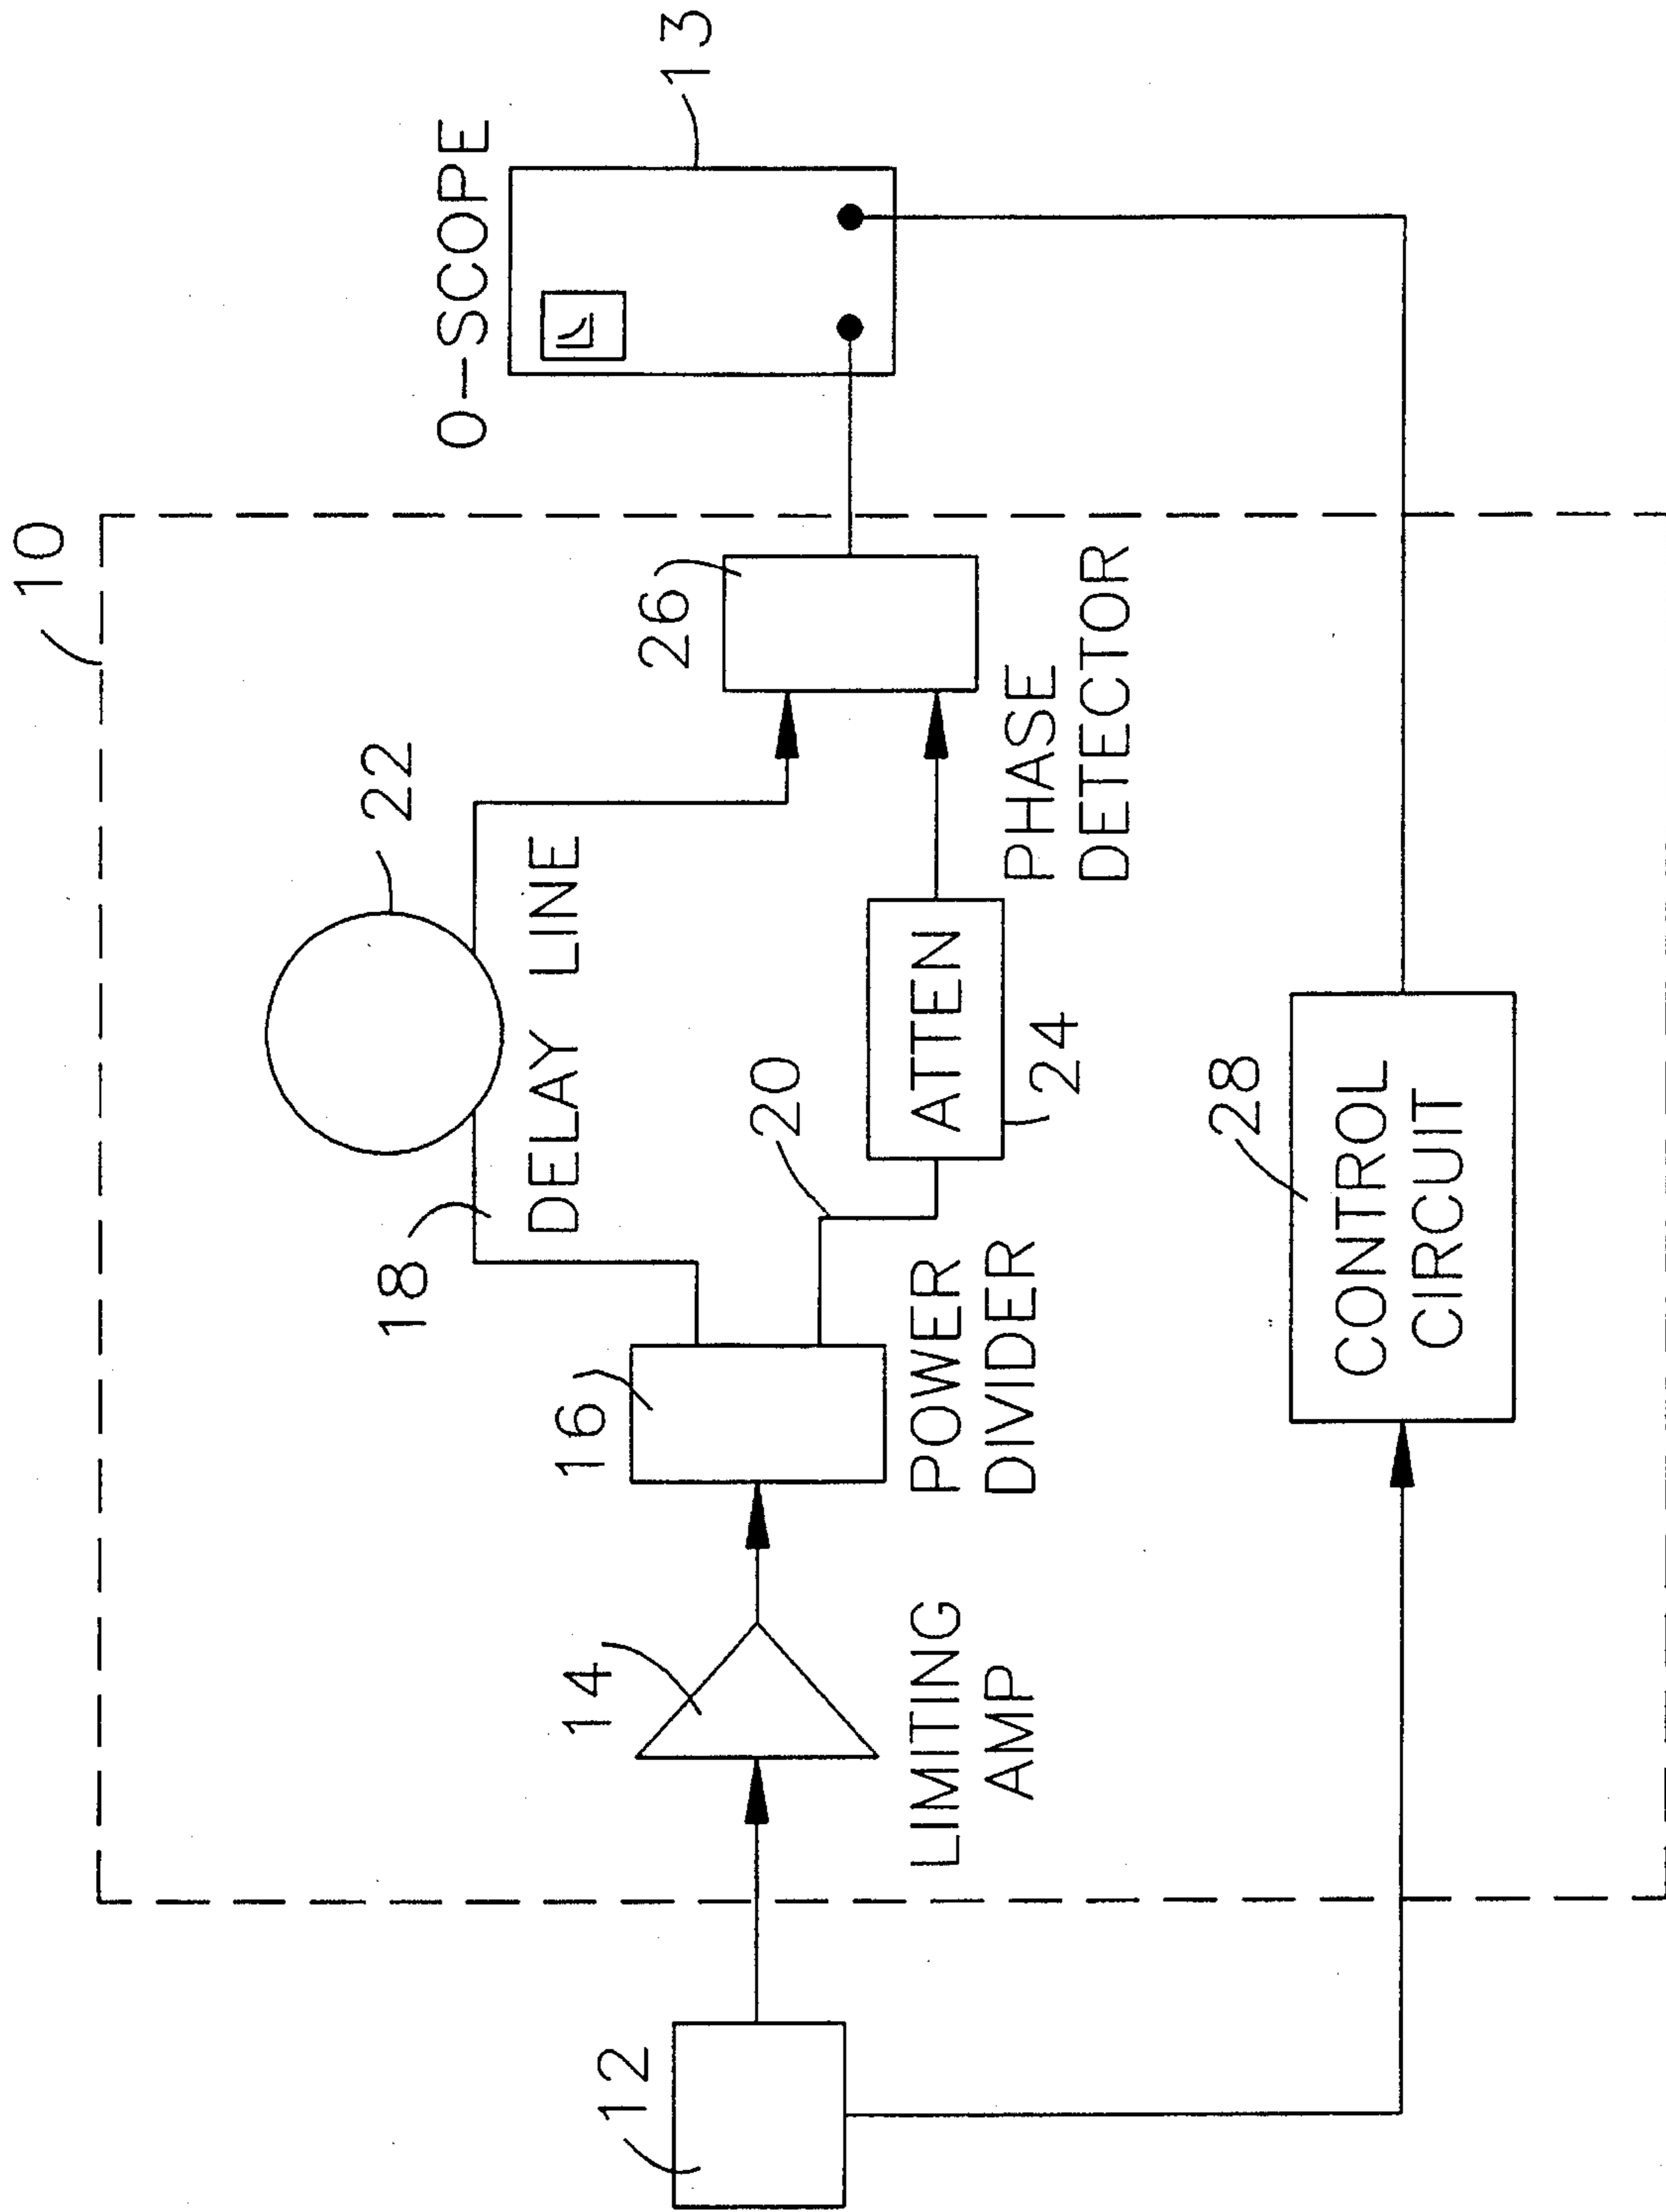 10
O-SCOPE
13
22
18
DELAY LINE
26
16
20
14
12
ATTEN
24
PHASE
DETECTOR
POWER
DIVIDER
LIMITING
AMP
28
CONTROL
CIRCUIT